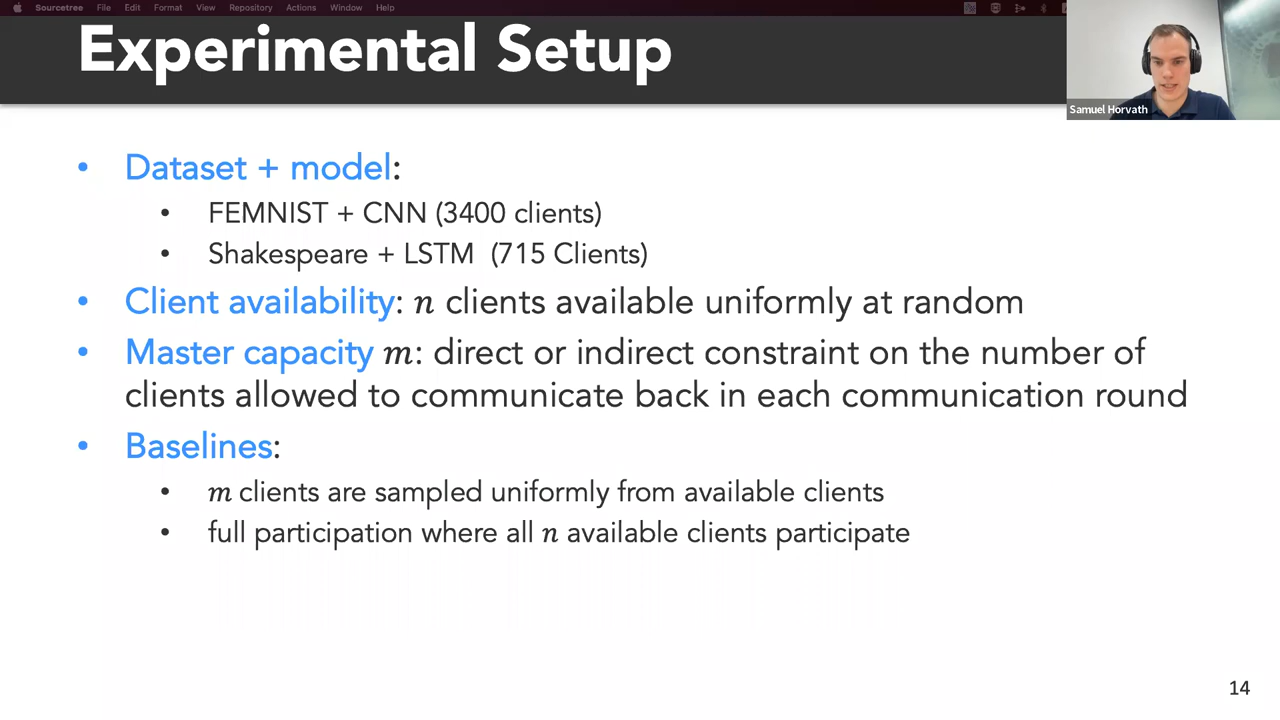 Sourcetree File Edit Format View Repository Actions Window Help
Experimental Setup
Samuel Horvath
• Dataset + model:
• FEMNIST + CNN (3400 clients)
• Shakespeare + LSTM (715 Clients)
• Client availability: n clients available uniformly at random
• Master capacity m: direct or indirect constraint on the number of
clients allowed to communicate back in each communication round
• Baselines:
• m clients are sampled uniformly from available clients
• full participation where all n available clients participate
14